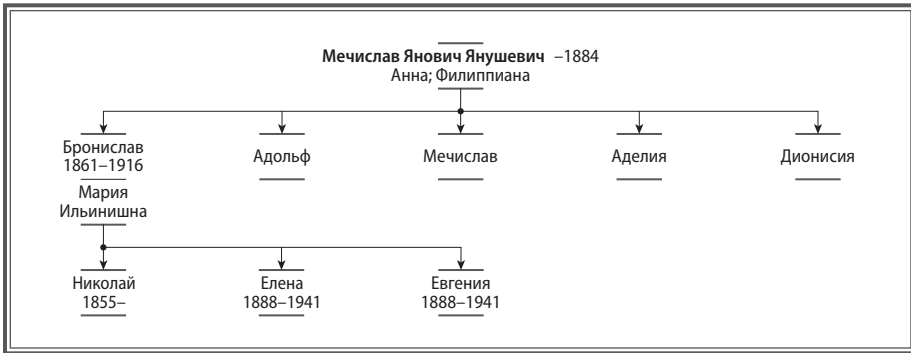 Мечислав Янович Янушевич –1884
Анна; Филиппиана
Бронислав
1861–1916
Адольф
Мечислав
Аделия
Дионисия
Мария
Ильинишна
Николай
1855–
Елена
1888–1941
Евгения
1888–1941